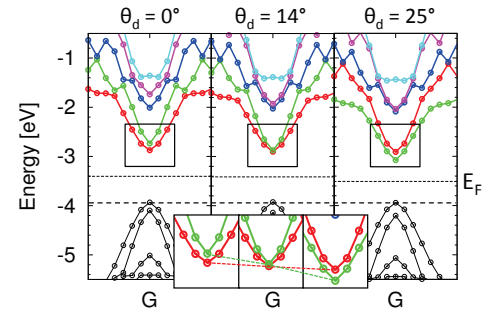 θd = 0° θd = 14° θd = 25°
-1
-2
-3
-4
-5
Energy [eV]
EF
G G G